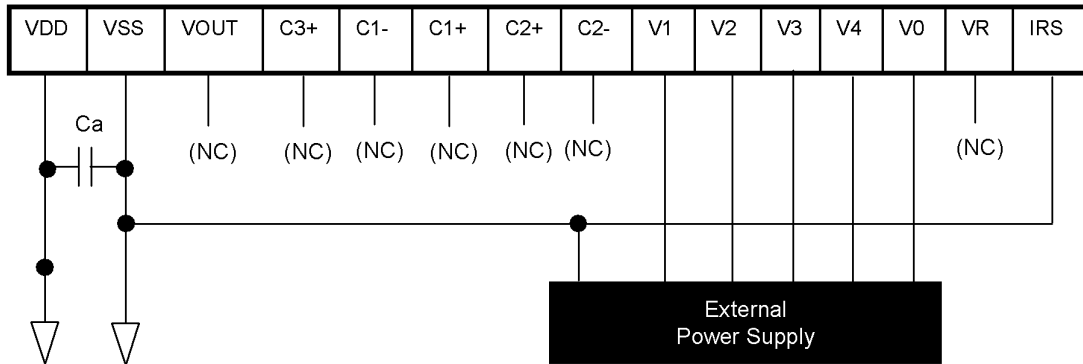 VDD VSS VOUT C3+ C1- C1+ C2+ C2- V1 V2 V3 V4 V0 VR IRS
Ca
(NC) (NC) (NC) (NC) (NC) (NC) (NC)
External
Power Supply